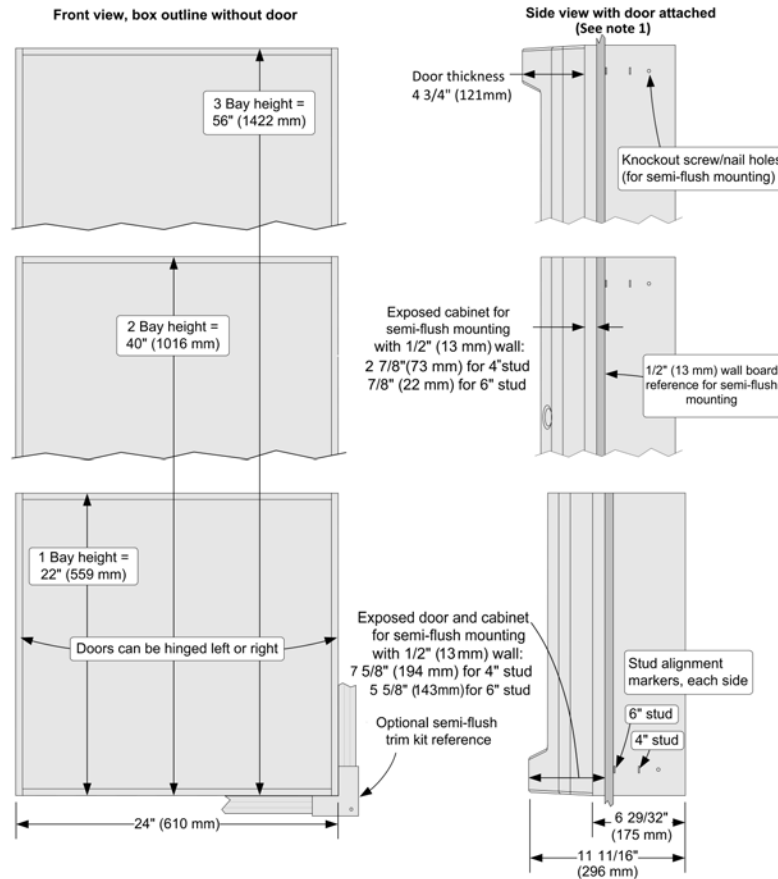 Front view, box outline without door
Side view with door attached
(See note 1)
3 Bay height =
56" (1422 mm)
Door thickness
4 3/4" (121mm)
Knockout screw/nail holes
(for semi-flush mounting)
2 Bay height =
40" (1016 mm)
Exposed cabinet for
semi-flush mounting
with 1/2" (13 mm) wall:
2 7/8"(73 mm) for 4"stud
7/8" (22 mm) for 6" stud
1/2" (13 mm) wall board
reference for semi-flush
mounting
1 Bay height =
22" (559 mm)
Doors can be hinged left or right
Exposed door and cabinet
for semi-flush mounting
with 1/2" (13mm) wall:
7 5/8" (194 mm) for 4" stud
5 5/8" (143mm)for 6" stud
Optional semi-flush
trim kit reference
Stud alignment
markers, each side
6" stud
4" stud
24" (610 mm)
6 29/32"
(175 mm)
11 11/16"
(296 mm)